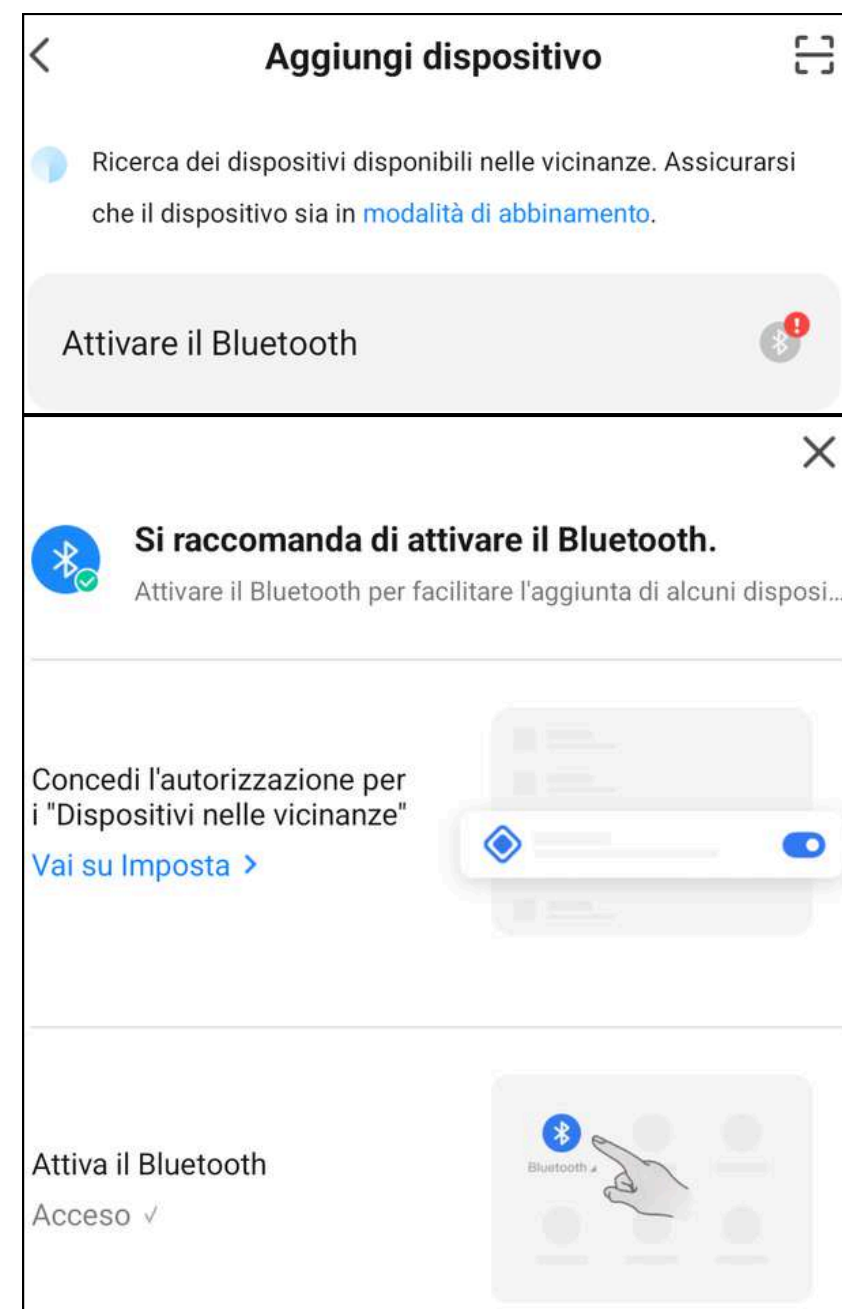 Aggiungi dispositivo
Ricerca dei dispositivi disponibili nelle vicinanze. Assicurarsi
che il dispositivo sia in modalità di abbinamento.
Attivare il Bluetooth
Si raccomanda di attivare il Bluetooth.
Attivare il Bluetooth per facilitare l'aggiunta di alcuni disposi...
Concedi l'autorizzazione per
i "Dispositivi nelle vicinanze"
Vai su Imposta >
Attiva il Bluetooth
Acceso √
Bluetooth